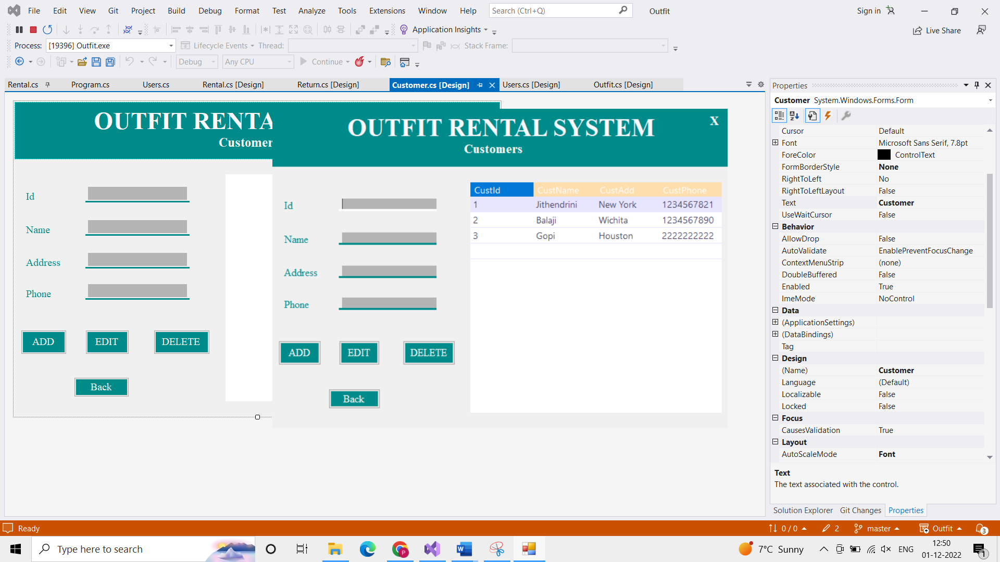 File Edit View Git Project Build Debug Format Test Analyze Tools Extensions Window Help Search (Ctrl+Q) Outfit Sign in
Application Insights Live Share
Process: [19396] Outfit.exe Lifecycle Events Thread: Stack Frame:
Debug Any CPU Continue
Rental.cs Program.cs Users.cs Rental.cs [Design] Return.cs [Design] Customer.cs [Design] Users.cs [Design] Outfit.cs [Design]
OUTFIT RENTA
Customer
Id
Name
Address
Phone
ADD EDIT DELETE
Back
OUTFIT RENTAL SYSTEM X
Customers
Id
Name
Address
Phone
ADD EDIT DELETE
Back
CustId CustName CustAdd CustPhone
1 Jithendrini New York 1234567821
2 Balaji Wichita 1234567890
3 Gopi Houston 2222222222
Properties
Customer System.Windows.Forms.Form
Cursor Default
Font Microsoft Sans Serif, 7.8pt
ForeColor ControlText
FormBorderStyle None
RightToLeft No
RightToLeftLayout False
Text Customer
UseWaitCursor False
Behavior
AllowDrop False
AutoValidate EnablePreventFocusChange
ContextMenuStrip (none)
DoubleBuffered False
Enabled True
ImeMode NoControl
Data
(ApplicationSettings)
(DataBindings)
Tag
Design
(Name) Customer
Language (Default)
Localizable False
Locked False
Focus
CausesValidation True
Layout
AutoScaleMode Font
Text
The text associated with the control.
Solution Explorer Git Changes Properties
Ready 0 / 0 2 master Outfit 3
Type here to search 7°C Sunny ENG 12:50
01-12-2022 1